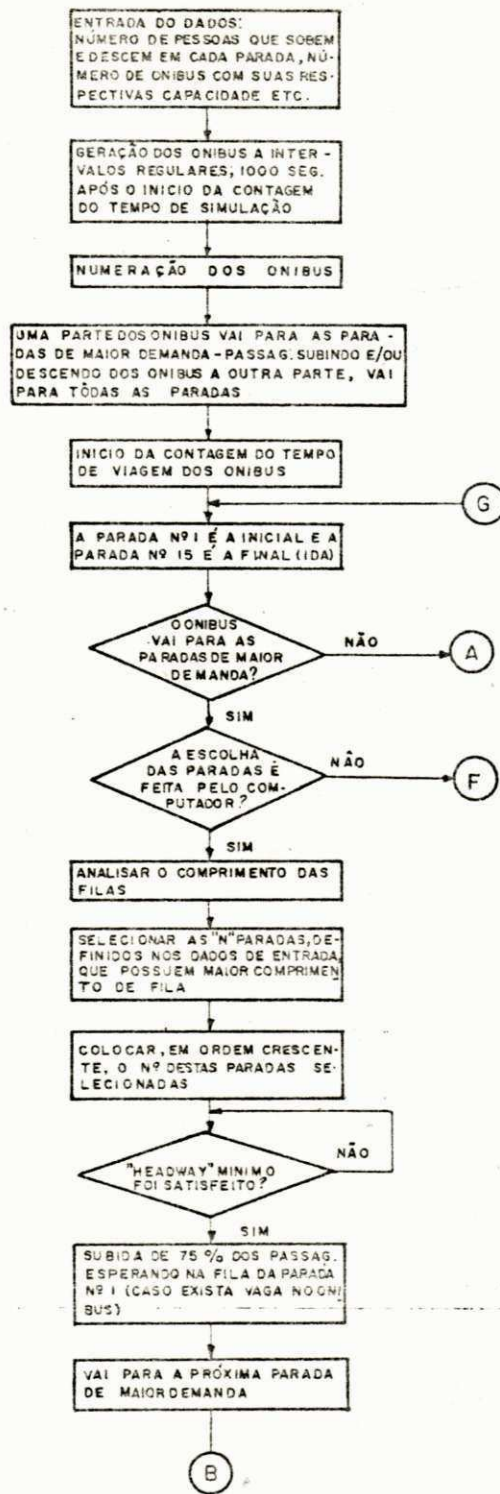 ENTRADA DO DADOS:
NÚMERO DE PESSOAS QUE SOBEM
E DESCEM EM CADA PARADA, NÚ-
MERO DE ONIBUS COM SUAS RES-
PECTIVAS CAPACIDADE ETC.
GERAÇÃO DOS ONIBUS A INTER-
VALOS REGULARES, 1000 SEG.
APÓS O INICIO DA CONTAGEM
DO TEMPO DE SIMULAÇÃO
NUMERAÇÃO DOS ONIBUS
UMA PARTE DOS ONIBUS VAI PARA AS PARA-
DAS DE MAIOR DEMANDA-PASSAG. SUBINDO E/OU
DESCENDO DOS ONIBUS A OUTRA PARTE, VAI
PARA TÔDAS AS PARADAS
INICIO DA CONTAGEM DO TEMPO
DE VIAGEM DOS ONIBUS
G
A PARADA Nº 1 É A INICIAL E A
PARADA Nº 15 É A FINAL (IDA)
O ONIBUS
VAI PARA AS
PARADAS DE MAIOR
DEMANDA?
NÃO
A
SIM
A ESCOLHA
DAS PARADAS É
FEITA PELO COM-
PUTADOR?
NÃO
F
SIM
ANALISAR O COMPRIMENTO DAS
FILAS
SELECIONAR AS "N" PARADAS, DE-
FINIDOS NOS DADOS DE ENTRADA,
QUE POSSUEM MAIOR COMPRIMEN
TO DE FILA
COLOCAR, EM ORDEM CRESCEN-
TE, O Nº DESTAS PARADAS SE-
LECIONADAS
NÃO
"HEADWAY" MINIMO
FOI SATISFEITO?
SIM
SUBIDA DE 75 % DOS PASSAG.
ESPERANDO NA FILA DA PARADA
Nº 1 (CASO EXISTA VAGA NO ONI
BUS)
VAI PARA A PRÓXIMA PARADA
DE MAIOR DEMANDA
B